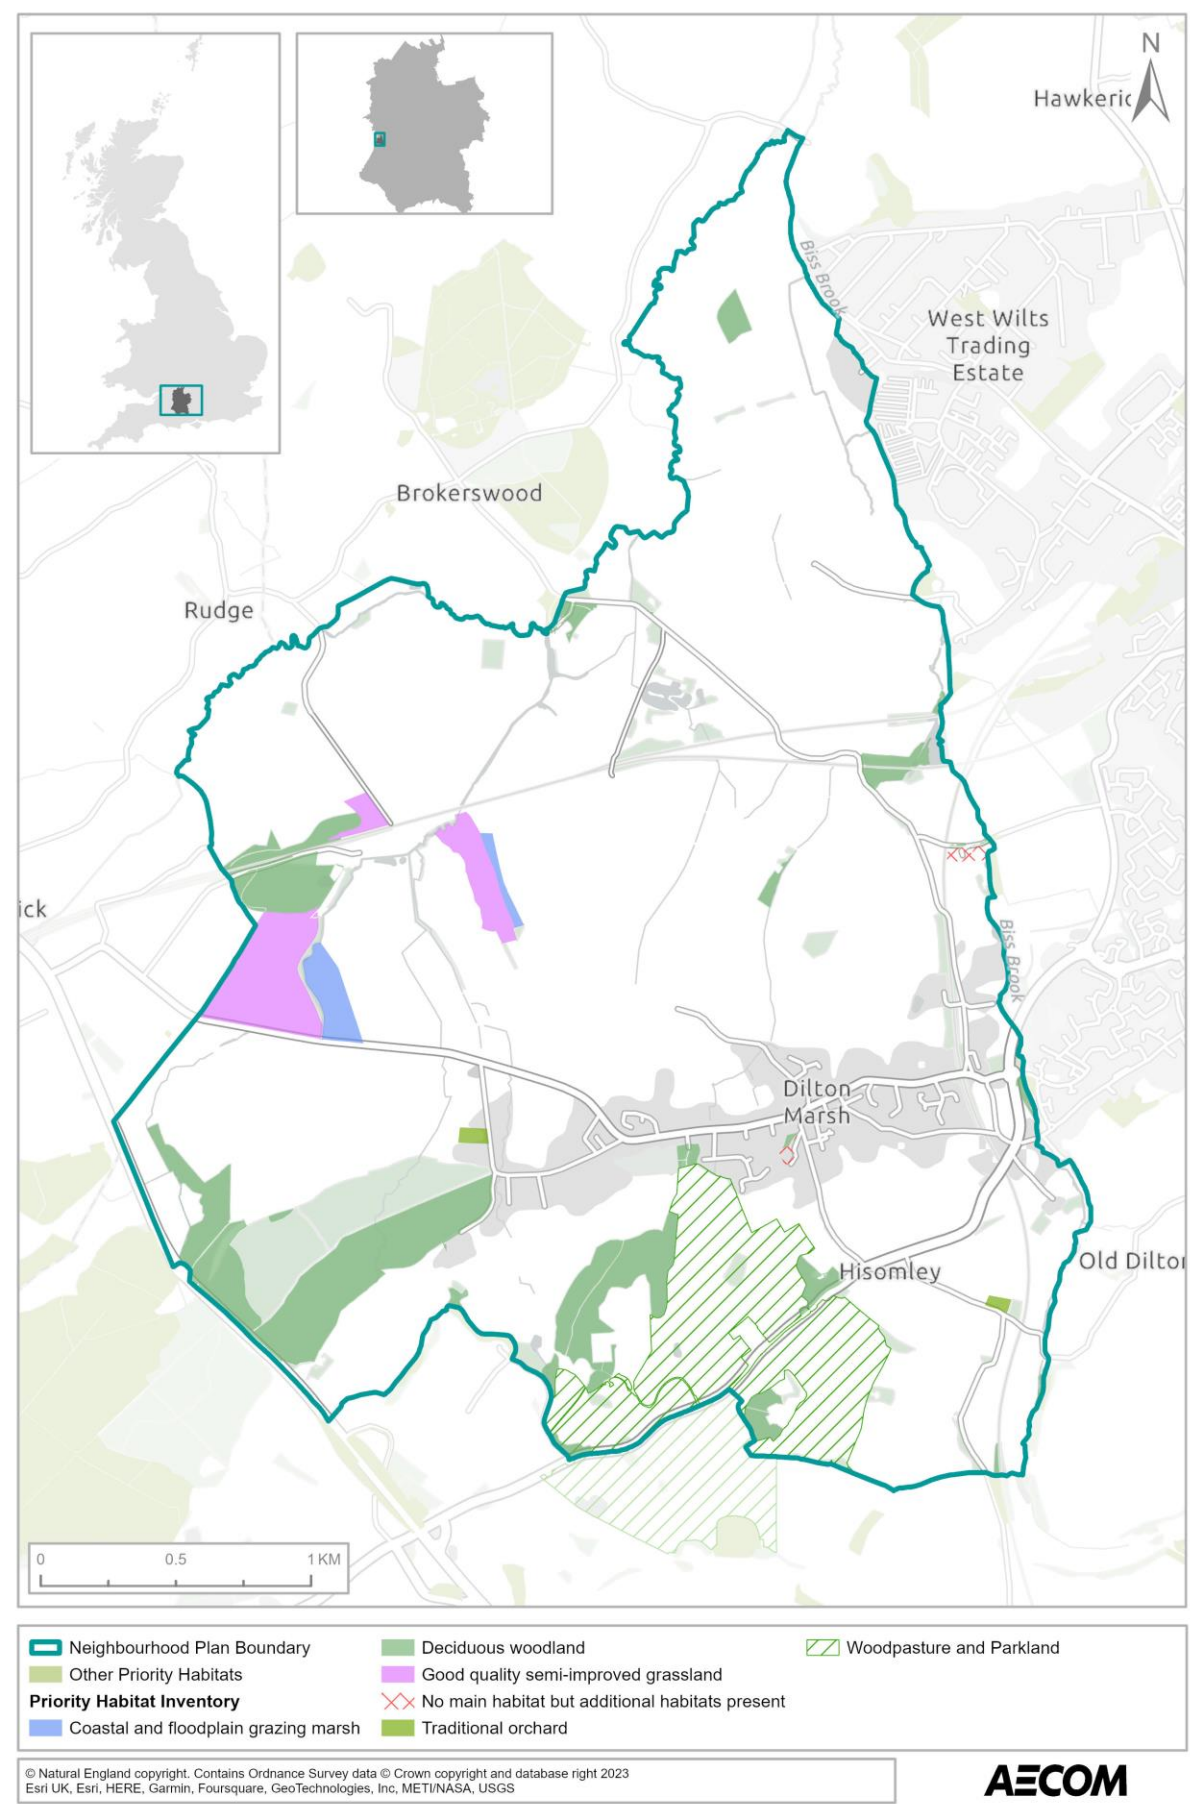 N
Hawkeric
Biss Brook
West Wilts
Trading
Estate
Brokerswood
Rudge
ick
Biss Brook
Dilton
Marsh
Hisomley
Old Dilton
0 0.5 1 KM
Neighbourhood Plan Boundary
Other Priority Habitats
Priority Habitat Inventory
Coastal and floodplain grazing marsh
Deciduous woodland
Good quality semi-improved grassland
No main habitat but additional habitats present
Traditional orchard
Woodpasture and Parkland
© Natural England copyright. Contains Ordnance Survey data © Crown copyright and database right 2023
Esri UK, Esri, HERE, Garmin, Foursquare, GeoTechnologies, Inc, METI/NASA, USGS
AECOM